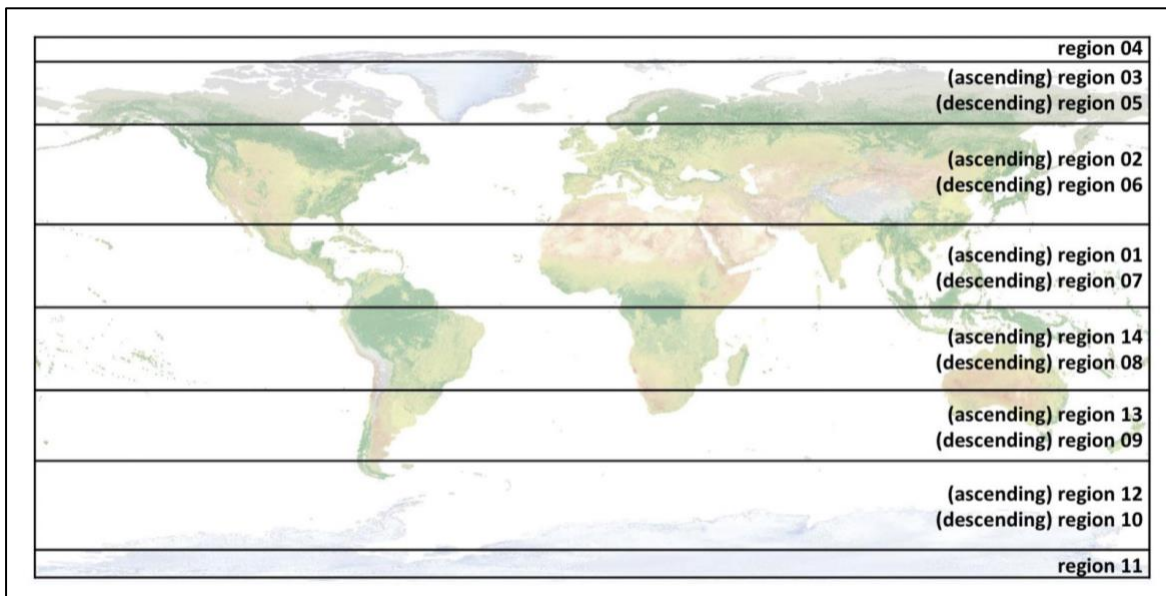 region 04
(ascending) region 03
(descending) region 05
(ascending) region 02
(descending) region 06
(ascending) region 01
(descending) region 07
(ascending) region 14
(descending) region 08
(ascending) region 13
(descending) region 09
(ascending) region 12
(descending) region 10
region 11